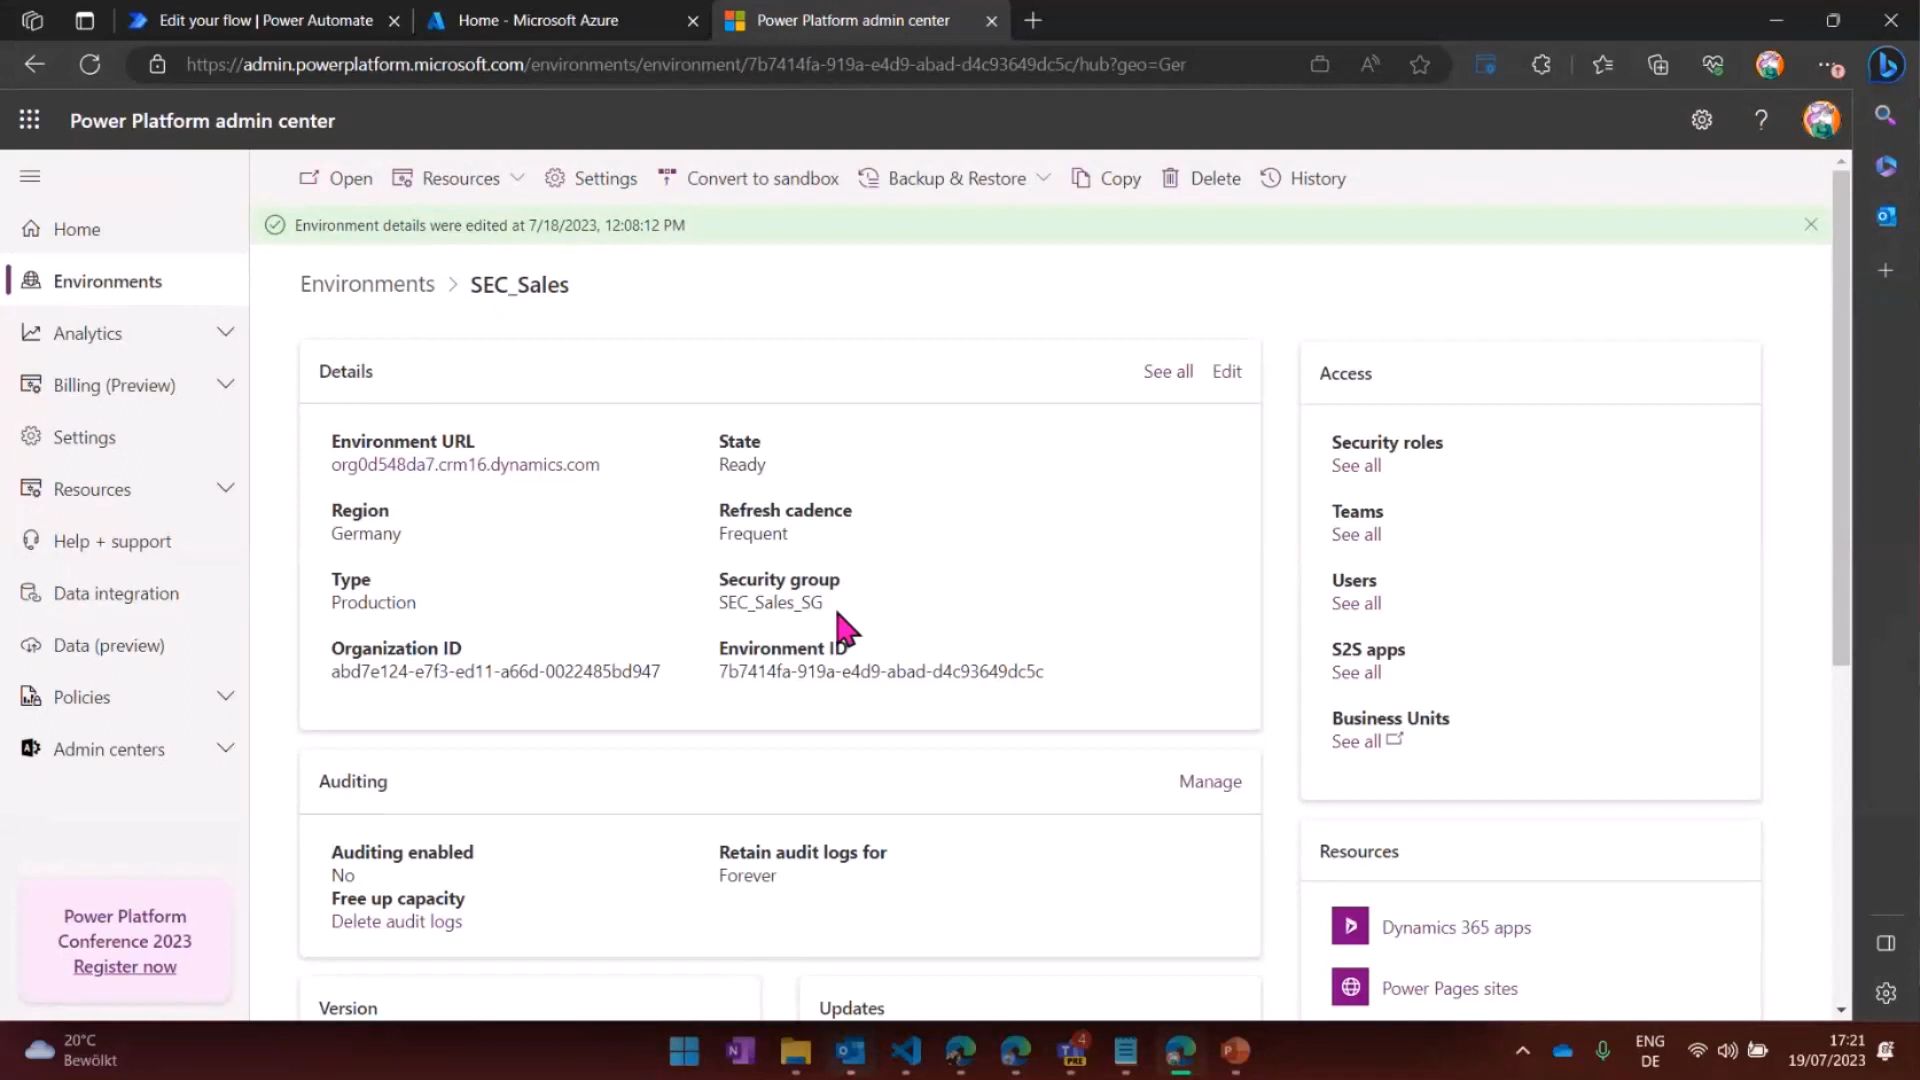 Edit your flow | Power Automate
Home - Microsoft Azure
Power Platform admin center
https://admin.powerplatform.microsoft.com/environments/environment/7b7414fa-919a-e4d9-abad-d4c93649dc5c/hub?geo=Ger
Power Platform admin center
Open
Resources
Settings
Convert to sandbox
Backup & Restore
Copy
Delete
History
Environment details were edited at 7/18/2023, 12:08:12 PM
Home
Environments
Analytics
Billing (Preview)
Settings
Resources
Help + support
Data integration
Data (preview)
Policies
Admin centers
Power Platform
Conference 2023
Register now
Environments > SEC_Sales
Details
See all
Edit
Environment URL
org0d548da7.crm16.dynamics.com
State
Ready
Region
Germany
Refresh cadence
Frequent
Type
Production
Security group
SEC_Sales_SG
Organization ID
abd7e124-e7f3-ed11-a66d-0022485bd947
Environment ID
7b7414fa-919a-e4d9-abad-d4c93649dc5c
Auditing
Manage
Auditing enabled
No
Retain audit logs for
Forever
Free up capacity
Delete audit logs
Version
Updates
Access
Security roles
See all
Teams
See all
Users
See all
S2S apps
See all
Business Units
See all
Resources
Dynamics 365 apps
Power Pages sites
20°C
Bewölkt
4
PRE
ENG
DE
17:21
19/07/2023